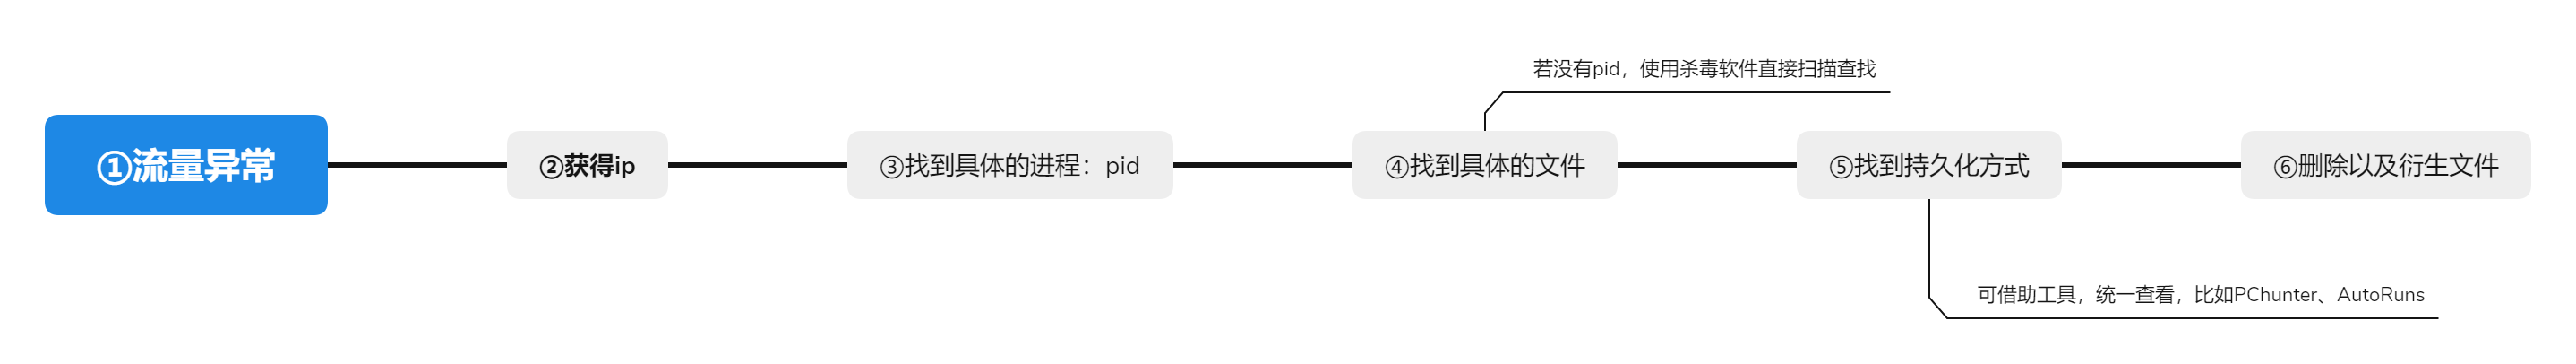 若没有pid，使用杀毒软件直接扫描查找
①流量异常
②获得ip
③找到具体的进程：pid
④找到具体的文件
⑤找到持久化方式
⑥删除以及衍生文件
可借助工具，统一查看，比如PChunter、AutoRuns